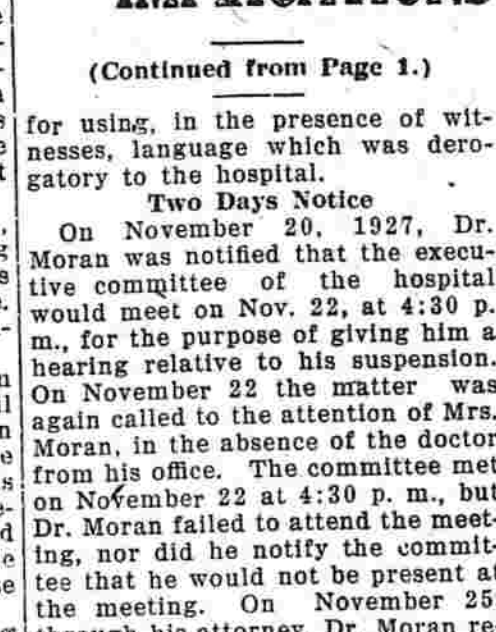 (Continued from Page 1.)
for using, in the presence of wit-
nesses, language which was dero-
gatory to the hospital.
Two Days Notice
On November 20, 1927, Dr.
Moran was notified that the execu-
tive committee of the hospital
would meet on Nov. 22, at 4:30 p.
m., for the purpose of giving him a
hearing relative to his suspension.
On November 22 the matter was
again called to the attention of Mrs.
Moran, in the absence of the doctor
from his office. The committee met
on November 22 at 4:30 p. m., but
Dr. Moran failed to attend the meet-
ing, nor did he notify the commit-
tee that he would not be present at
the meeting. On November 25
through his attorney, Dr. Moran re